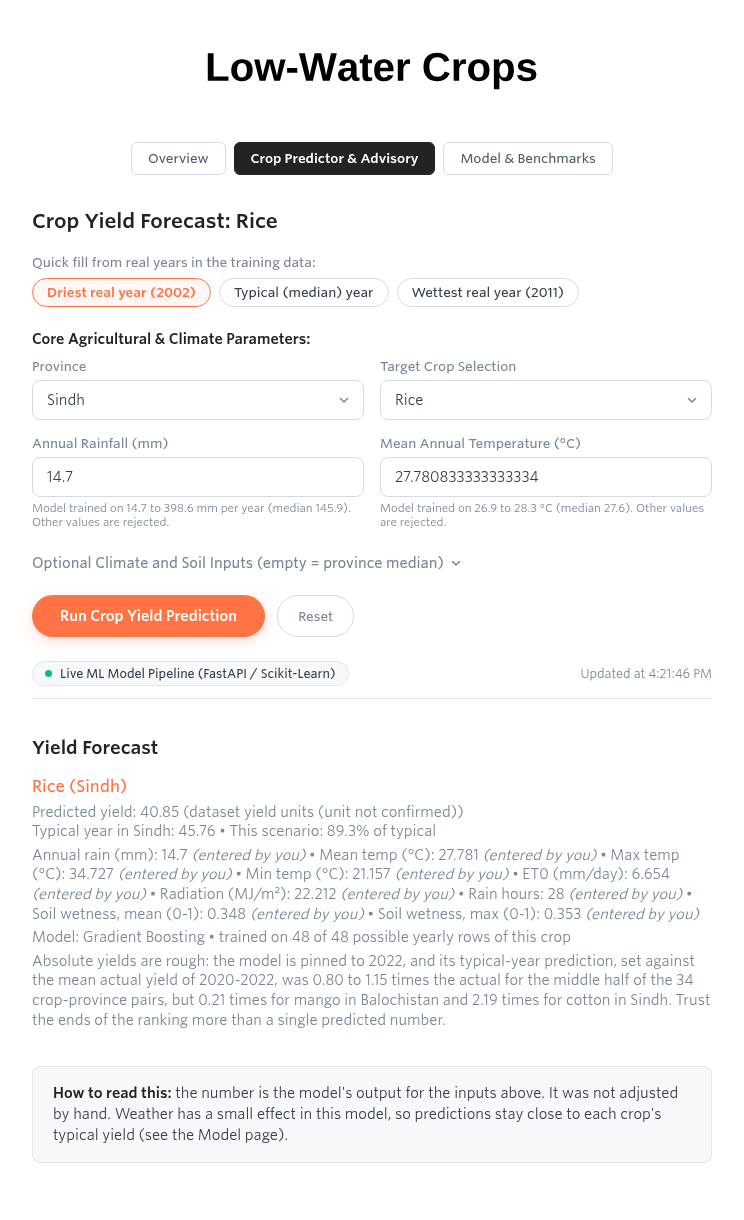 Low-Water Crops
Overview
Crop Predictor & Advisory
Model & Benchmarks
Crop Yield Forecast: Rice
Quick fill from real years in the training data:
Driest real year (2002)
Typical (median) year
Wettest real year (2011)
Core Agricultural & Climate Parameters:
Province
Target Crop Selection
Sindh
Rice
Annual Rainfall (mm)
Mean Annual Temperature (°C)
14.7
27.780833333333334
Model trained on 14.7 to 398.6 mm per year (median 145.9).
Other values are rejected.
Model trained on 26.9 to 28.3 °C (median 27.6). Other values
are rejected.
Optional Climate and Soil Inputs (empty = province median)
Run Crop Yield Prediction
Reset
Live ML Model Pipeline (FastAPI / Scikit-Learn)
Updated at 4:21:46 PM
Yield Forecast
Rice (Sindh)
Predicted yield: 40.85 (dataset yield units (unit not confirmed))
Typical year in Sindh: 45.76 • This scenario: 89.3% of typical
Annual rain (mm): 14.7 (entered by you) • Mean temp (°C): 27.781 (entered by you) • Max temp
(°C): 34.727 (entered by you) • Min temp (°C): 21.157 (entered by you) • ET0 (mm/day): 6.654
(entered by you) • Radiation (MJ/m²): 22.212 (entered by you) • Rain hours: 28 (entered by you) •
Soil wetness, mean (0-1): 0.348 (entered by you) • Soil wetness, max (0-1): 0.353 (entered by you)
Model: Gradient Boosting • trained on 48 of 48 possible yearly rows of this crop
Absolute yields are rough: the model is pinned to 2022, and its typical-year prediction, set against
the mean actual yield of 2020-2022, was 0.80 to 1.15 times the actual for the middle half of the 34
crop-province pairs, but 0.21 times for mango in Balochistan and 2.19 times for cotton in Sindh. Trust
the ends of the ranking more than a single predicted number.
How to read this: the number is the model's output for the inputs above. It was not adjusted
by hand. Weather has a small effect in this model, so predictions stay close to each crop's
typical yield (see the Model page).